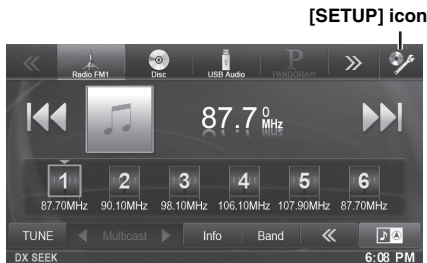 [SETUP] icon
Radio FM1 Disc USB Audio PANDORA®
87.7 0 MHz
1 2 3 4 5 6
87.70MHz 90.10MHz 98.10MHz 106.10MHz 107.90MHz 87.70MHz
TUNE Multicast Info Band
DX SEEK 6:08 PM